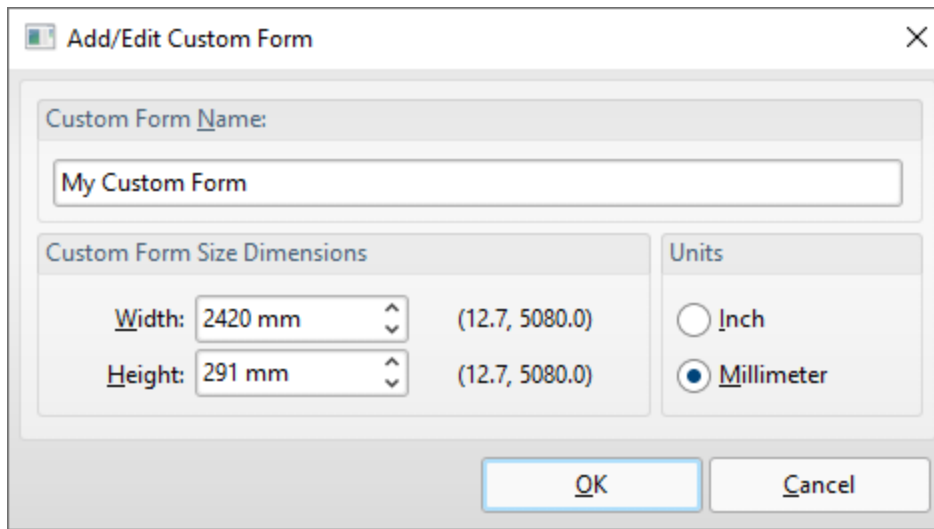 Add/Edit Custom Form
Custom Form Name:
My Custom Form
Custom Form Size Dimensions
Width: 2420 mm (12.7, 5080.0)
Height: 291 mm (12.7, 5080.0)
Units
Inch
Millimeter
OK Cancel